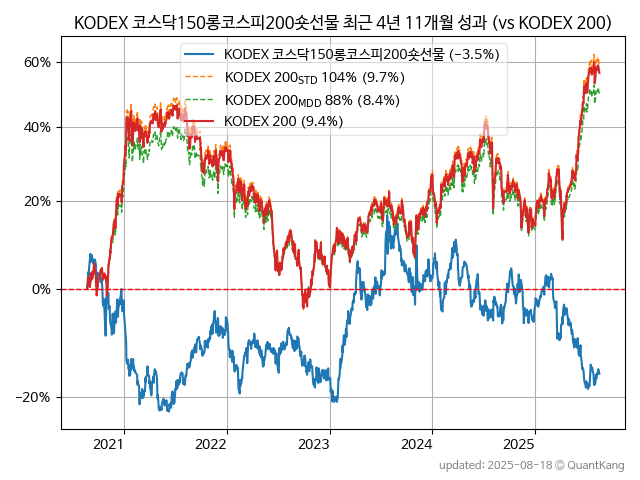 KODEX 코스닥150롱코스피200숏선물 최근 4년 11개월 성과 (vs KODEX 200)
KODEX 코스닥150롱코스피200숏선물 (−3.5%)
KODEX 200STD 104% (9.7%)
KODEX 200MDD 88% (8.4%)
KODEX 200 (9.4%)
60%
40%
20%
0%
−20%
2021 2022 2023 2024 2025
updated: 2025-08-18 © QuantKang